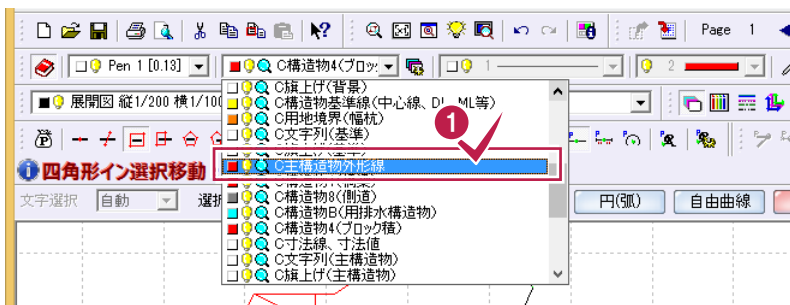 Page 1
Pen 1 [0.13]
C構造物4(ブロッ
1
2
展開図 縦1/200 横1/100
C旗上げ(背景)
C構造物基準線(中心線、DL、ML等)
C用地境界(幅杭)
C文字列(基準)
1
C主構造物外形線
四角形イン選択移動
C構造物8(側道)
文字選択 自動 選択
C構造物B(用排水構造物)
円(弧) 自由曲線
C構造物4(ブロック積)
C寸法線、寸法値
C文字列(主構造物)
C旗上げ(主構造物)